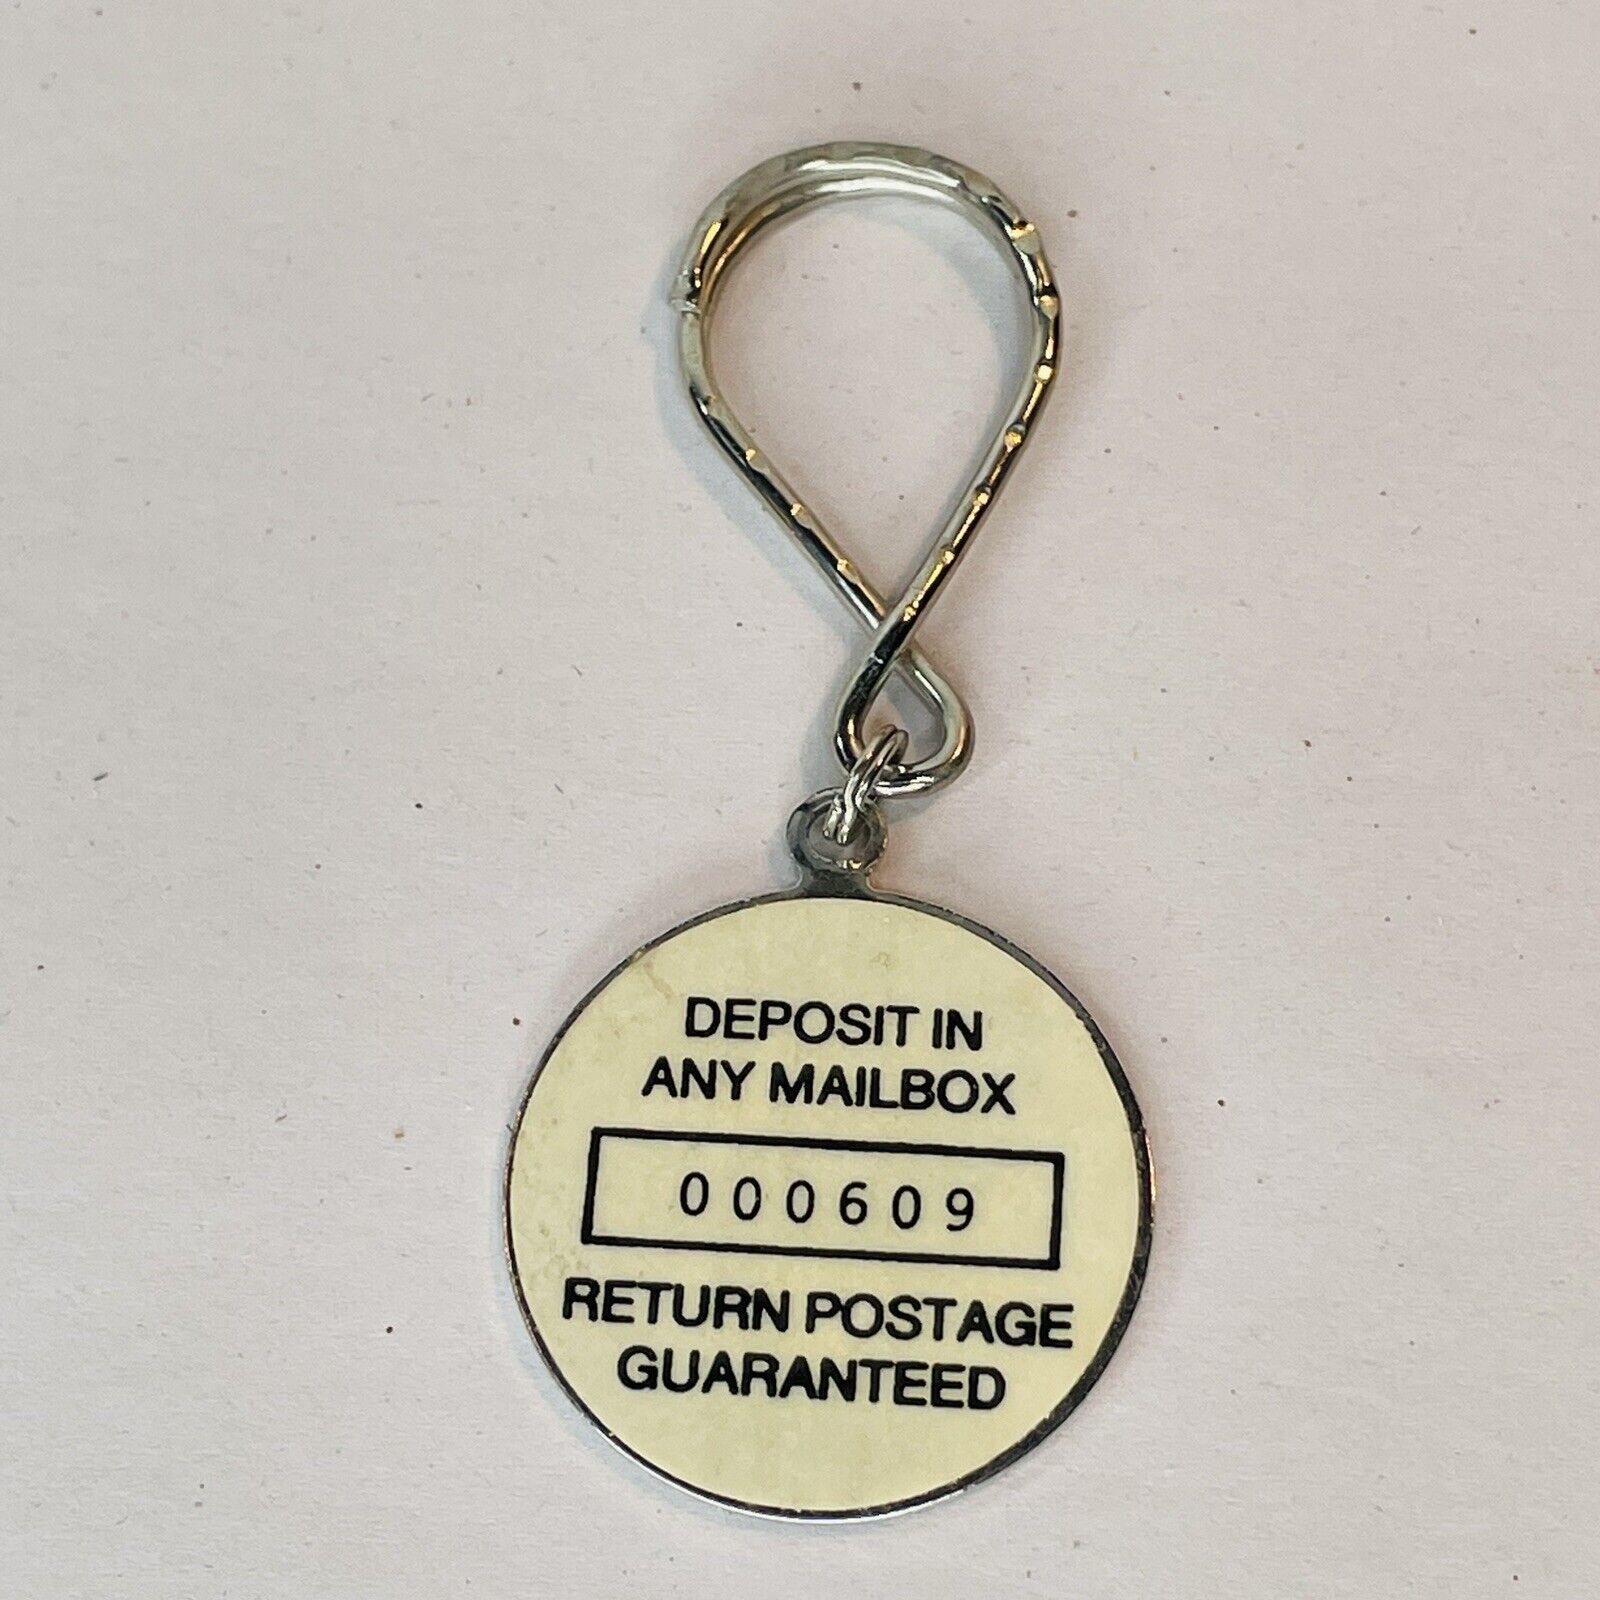 DEPOSIT IN
ANY MAILBOX
000609
RETURN POSTAGE
GUARANTEED